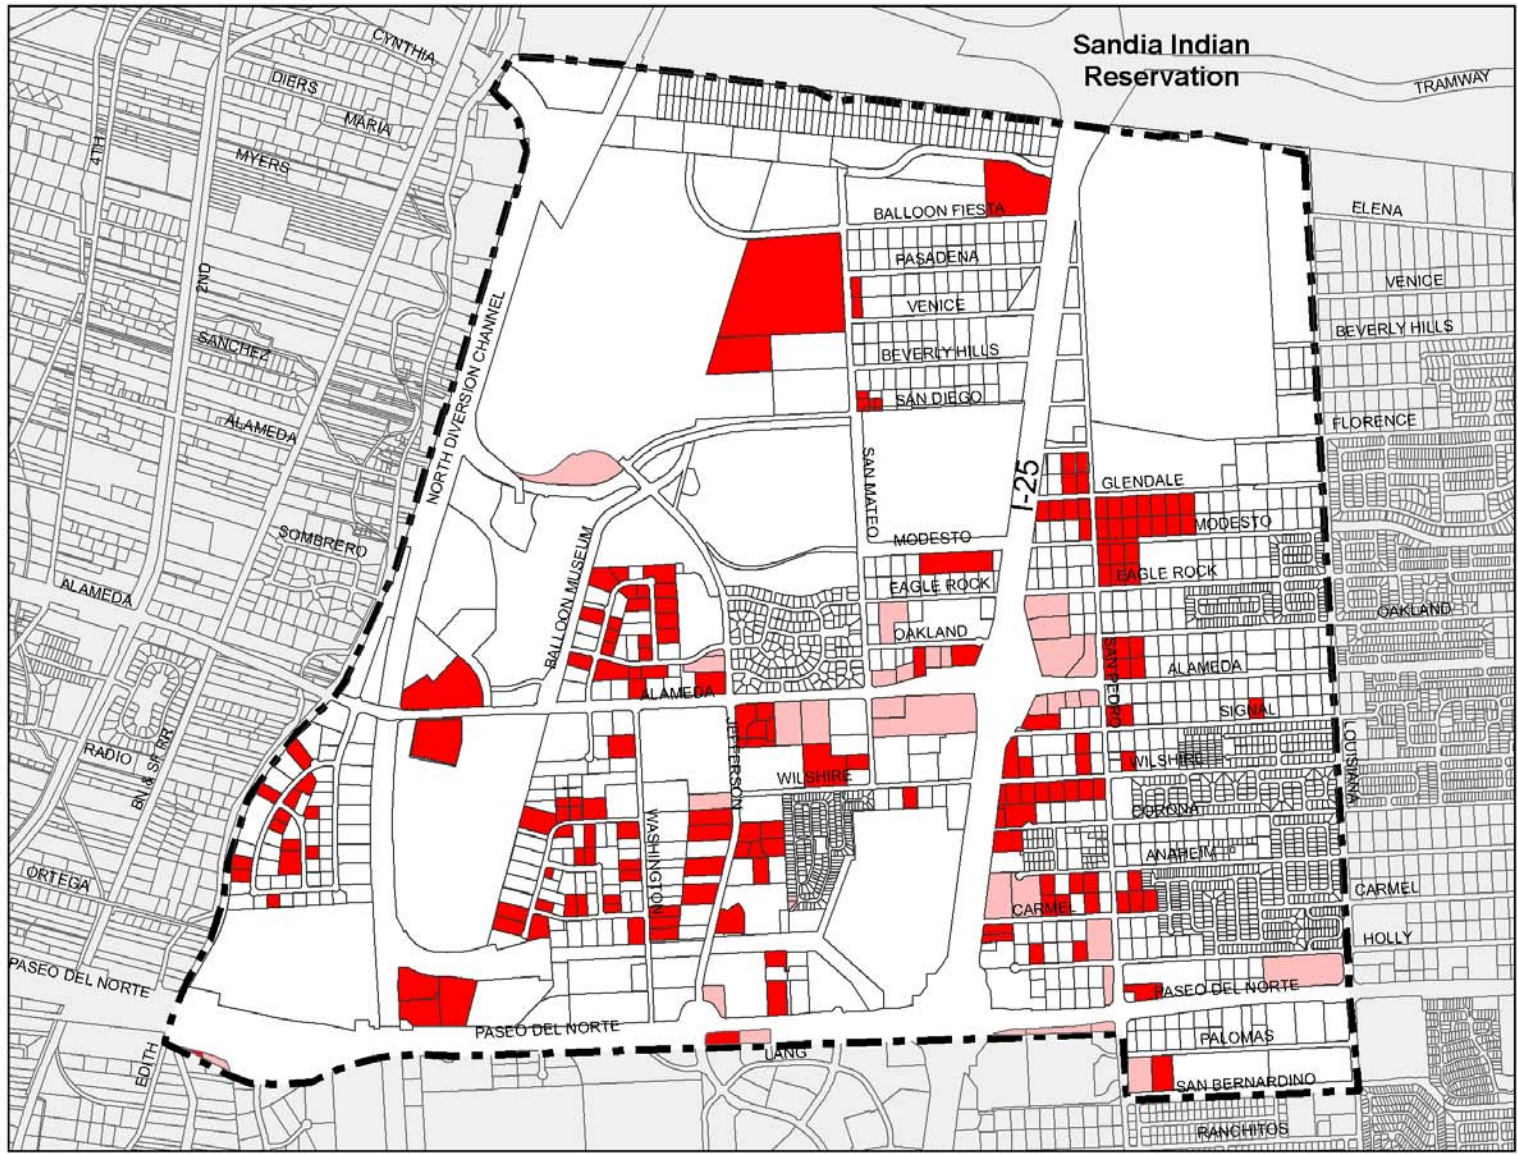 Sandia Indian
Reservation
TRAMWAY
CYNTHIA
DIERS
MARIA
4TH
MYERS
2ND
SANCHEZ
ALAMEDA
NORTH DIVERSION CHANNEL
SOMBRERO
ALAMEDA
RADIO
BN & SF RR
ORTEGA
PASEO DEL NORTE
EDITH
BALLOON FIESTA
PASADENA
VENICE
BEVERLY HILLS
SAN DIEGO
ELENA
VENICE
BEVERLY HILLS
FLORENCE
SAN MATEO
I-25
GLENDALE
MODESTO
MODESTO
EAGLE ROCK
EAGLE ROCK
OAKLAND
OAKLAND
BALLOON MUSEUM
ALAMEDA
ALAMEDA
SAN PEDRO
SIGNAL
JEFFERSON
WILSHIRE
WILSHIRE
LOUISIANA
CORONA
WASHINGTON
ANAHEIM
CARMEL
CARMEL
HOLLY
PASEO DEL NORTE
PASEO DEL NORTE
LANG
PALOMAS
SAN BERNARDINO
RANCHITOS